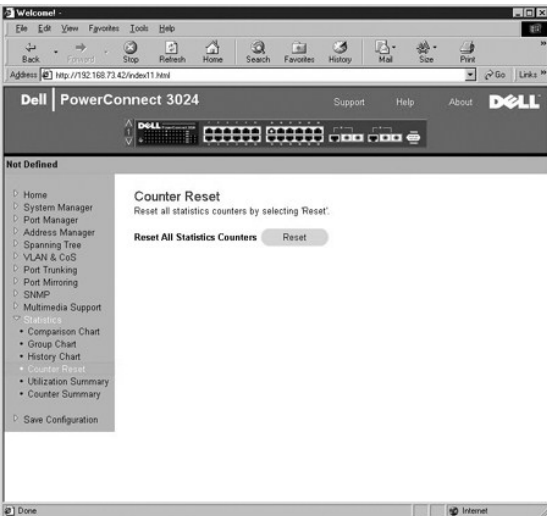 Welcome! -
File Edit View Favorites Tools Help
Back Forward Stop Refresh Home Search Favorites History Mail Size Print
Address http://192.168.73.42/index11.html Go Links »
Dell PowerConnect 3024 Support Help About DELL
DELL
1
Not Defined
Home
System Manager
Port Manager
Address Manager
Spanning Tree
VLAN & CoS
Port Trunking
Port Mirroring
SNMP
Multimedia Support
Statistics
• Comparison Chart
• Group Chart
• History Chart
• Counter Reset
• Utilization Summary
• Counter Summary
Save Configuration
Counter Reset
Reset all statistics counters by selecting 'Reset'.
Reset All Statistics Counters Reset
Done Internet